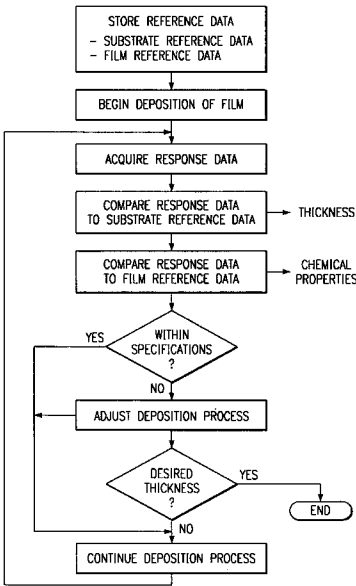 STORE REFERENCE DATA
– SUBSTRATE REFERENCE DATA
– FILM REFERENCE DATA
BEGIN DEPOSITION OF FILM
ACQUIRE RESPONSE DATA
COMPARE RESPONSE DATA
TO SUBSTRATE REFERENCE DATA
THICKNESS
COMPARE RESPONSE DATA
TO FILM REFERENCE DATA
CHEMICAL
PROPERTIES
YES
WITHIN
SPECIFICATIONS
?
NO
ADJUST DEPOSITION PROCESS
DESIRED
THICKNESS
?
YES
END
NO
CONTINUE DEPOSITION PROCESS